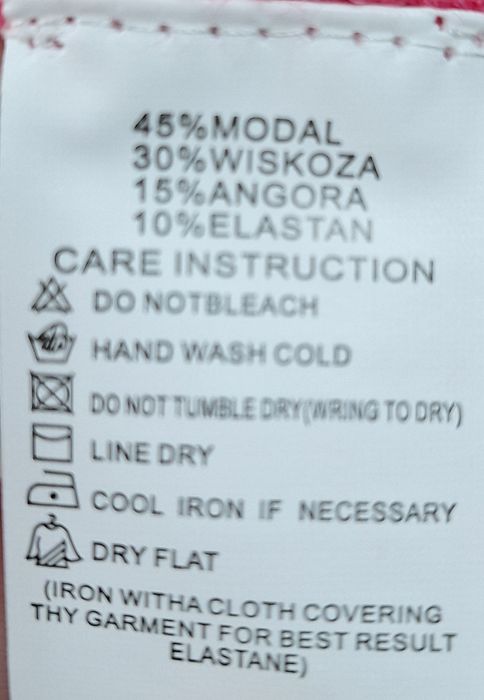 45%MODAL
30%WISKOZA
15%ANGORA
10%ELASTAN
CARE INSTRUCTION
DO NOTBLEACH
HAND WASH COLD
DO NOT TUMBLE DRY(WRING TO DRY)
LINE DRY
COOL IRON IF NECESSARY
DRY FLAT
(IRON WITHA CLOTH COVERING
THY GARMENT FOR BEST RESULT
ELASTANE)